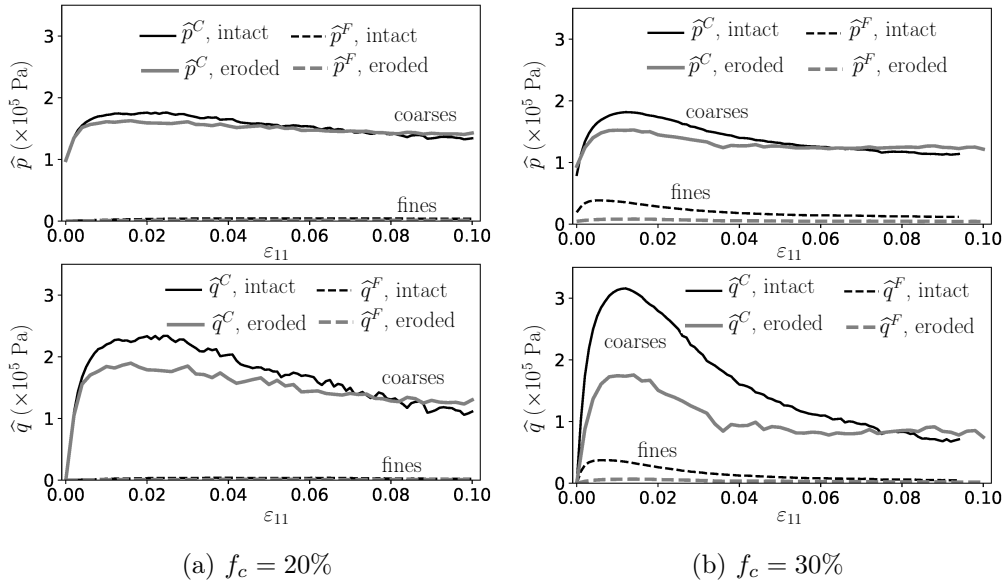 p̂^C, intact p̂^F, intact
p̂^C, eroded p̂^F, eroded
p̂ (×10^5 Pa)
3
2
1
0
coarses
fines
0.00 0.02 0.04 0.06 0.08 0.10
ε_11
p̂^C, intact p̂^F, intact
p̂^C, eroded p̂^F, eroded
p̂ (×10^5 Pa)
3
2
1
0
coarses
fines
0.00 0.02 0.04 0.06 0.08 0.10
ε_11
q̂^C, intact q̂^F, intact
q̂^C, eroded q̂^F, eroded
q̂ (×10^5 Pa)
3
2
1
0
coarses
fines
0.00 0.02 0.04 0.06 0.08 0.10
ε_11
(a) f_c = 20%
q̂^C, intact q̂^F, intact
q̂^C, eroded q̂^F, eroded
q̂ (×10^5 Pa)
3
2
1
0
coarses
fines
0.00 0.02 0.04 0.06 0.08 0.10
ε_11
(b) f_c = 30%